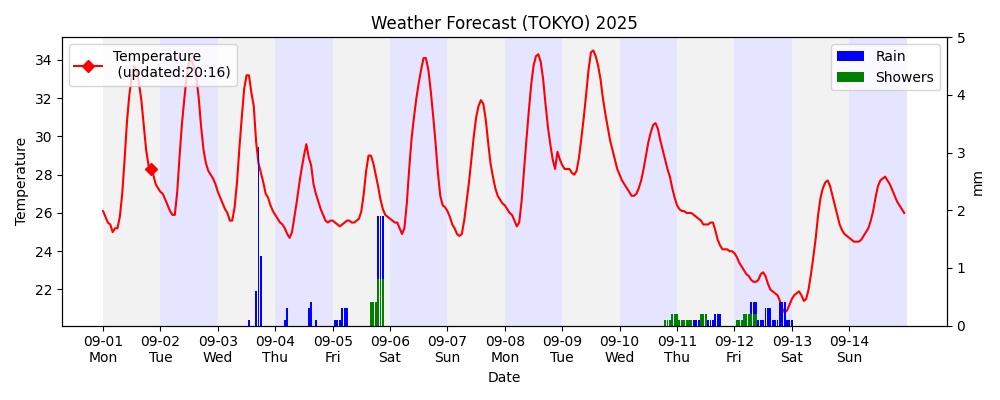 Weather Forecast (TOKYO) 2025
Temperature
(updated:20:16)
Rain
Showers
Temperature
34
32
30
28
26
24
22
5
4
3
2
1
0
mm
09-01 09-02 09-03 09-04 09-05 09-06 09-07 09-08 09-09 09-10 09-11 09-12 09-13 09-14
Mon Tue Wed Thu Fri Sat Sun Mon Tue Wed Thu Fri Sat Sun
Date